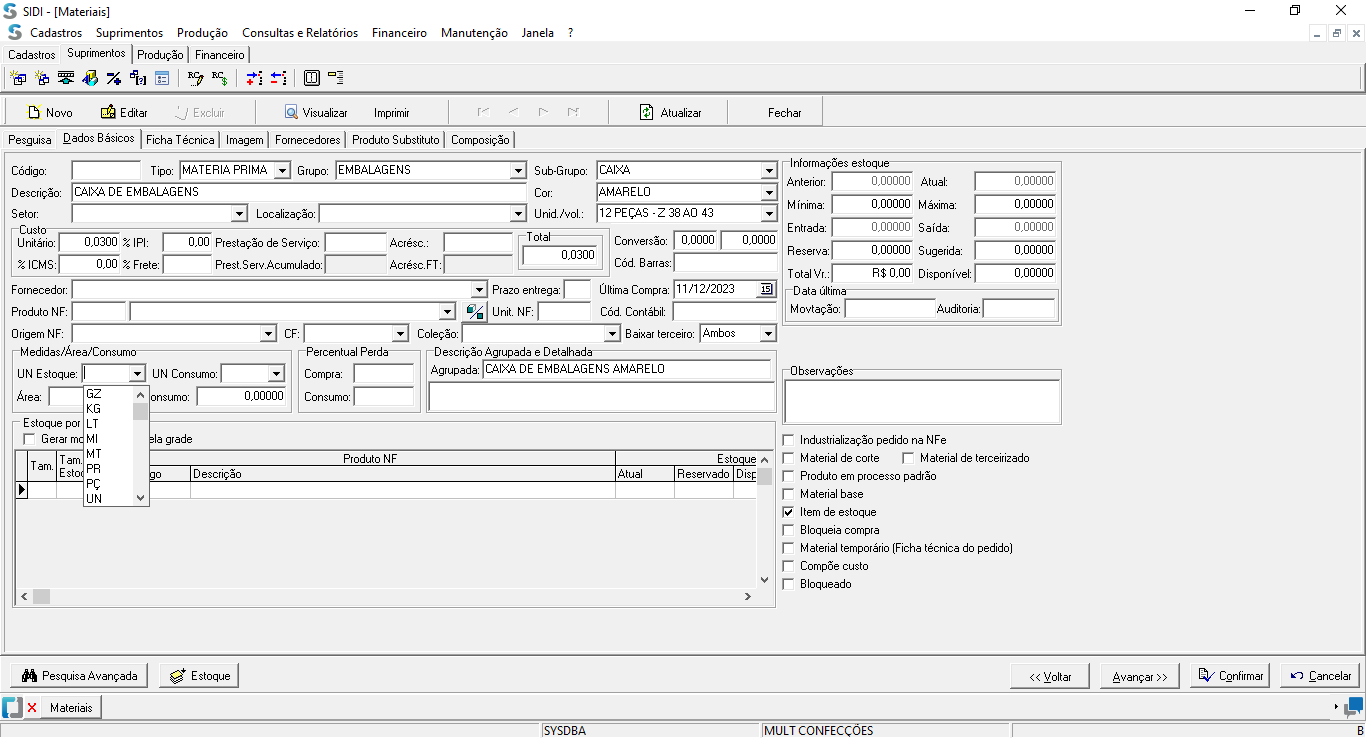 SIDI - [Materiais]
Cadastros Suprimentos Produção Consultas e Relatórios Financeiro Manutenção Janela ?
Cadastros Suprimentos Produção Financeiro
Novo Editar Excluir Visualizar Imprimir Atualizar Fechar
Pesquisa Dados Básicos Ficha Técnica Imagem Fornecedores Produto Substituto Composição
Código: Tipo: MATERIA PRIMA Grupo: EMBALAGENS Sub-Grupo: CAIXA
Descrição: CAIXA DE EMBALAGENS Cor: AMARELO
Setor: Localização: Unid./vol.: 12 PEÇAS - Z 38 AO 43
Custo
Unitário: 0,0300 % IPI: 0,00 Prestação de Serviço: Acrésc.: Total 0,0300 Conversão: 0,0000 0,0000
% ICMS: 0,00 % Frete: Prest.Serv.Acumulado: Acrésc.FT: Cód. Barras:
Fornecedor: Prazo entrega: Última Compra: 11/12/2023 15
Produto NF: Unit. NF: Cód. Contábil:
Origem NF: CF: Coleção: Baixar terceiro: Ambos
Informações estoque
Anterior: 0,00000 Atual: 0,00000
Mínima: 0,00000 Máxima: 0,00000
Entrada: 0,00000 Saída: 0,00000
Reserva: 0,00000 Sugerida: 0,00000
Total Vr.: R$ 0,00 Disponível: 0,00000
Data última
Movtação: Auditoria:
Medidas/Área/Consumo
UN Estoque: UN Consumo:
Área: onsumo: 0,00000
GZ
KG
LT
MI
MT
PR
PÇ
UN
Percentual Perda
Compra:
Consumo:
Descrição Agrupada e Detalhada
Agrupada: CAIXA DE EMBALAGENS AMARELO
Observações
Estoque por
Gerar mo ela grade
Tam. Tam. Produto NF Estoque
Esto go Descrição Atual Reservado Disp
Industrialização pedido na NFe
Material de corte Material de terceirizado
Produto em processo padrão
Material base
Item de estoque
Bloqueia compra
Material temporário (Ficha técnica do pedido)
Compõe custo
Bloqueado
Pesquisa Avançada Estoque << Voltar Avançar >> Confirmar Cancelar
Materiais
SYSDBA MULT CONFECÇÕES B